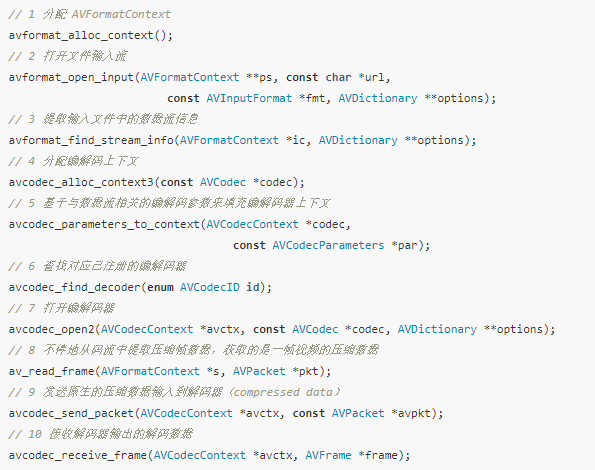 // 1 分配 AVFormatContext
avformat_alloc_context();
// 2 打开文件输入流
avformat_open_input(AVFormatContext **ps, const char *url,
const AVInputFormat *fmt, AVDictionary **options);
// 3 提取输入文件中的数据流信息
avformat_find_stream_info(AVFormatContext *ic, AVDictionary **options);
// 4 分配编解码上下文
avcodec_alloc_context3(const AVCodec *codec);
// 5 基于与数据流相关的编解码参数来填充编解码器上下文
avcodec_parameters_to_context(AVCodecContext *codec,
const AVCodecParameters *par);
// 6 查找对应已注册的编解码器
avcodec_find_decoder(enum AVCodecID id);
// 7 打开编解码器
avcodec_open2(AVCodecContext *avctx, const AVCodec *codec, AVDictionary **options);
// 8 不停地从码流中提取压缩帧数据，获取的是一帧视频的压缩数据
av_read_frame(AVFormatContext *s, AVPacket *pkt);
// 9 发送原生的压缩数据输入到解码器（compressed data）
avcodec_send_packet(AVCodecContext *avctx, const AVPacket *avpkt);
// 10 接收解码器输出的解码数据
avcodec_receive_frame(AVCodecContext *avctx, AVFrame *frame);